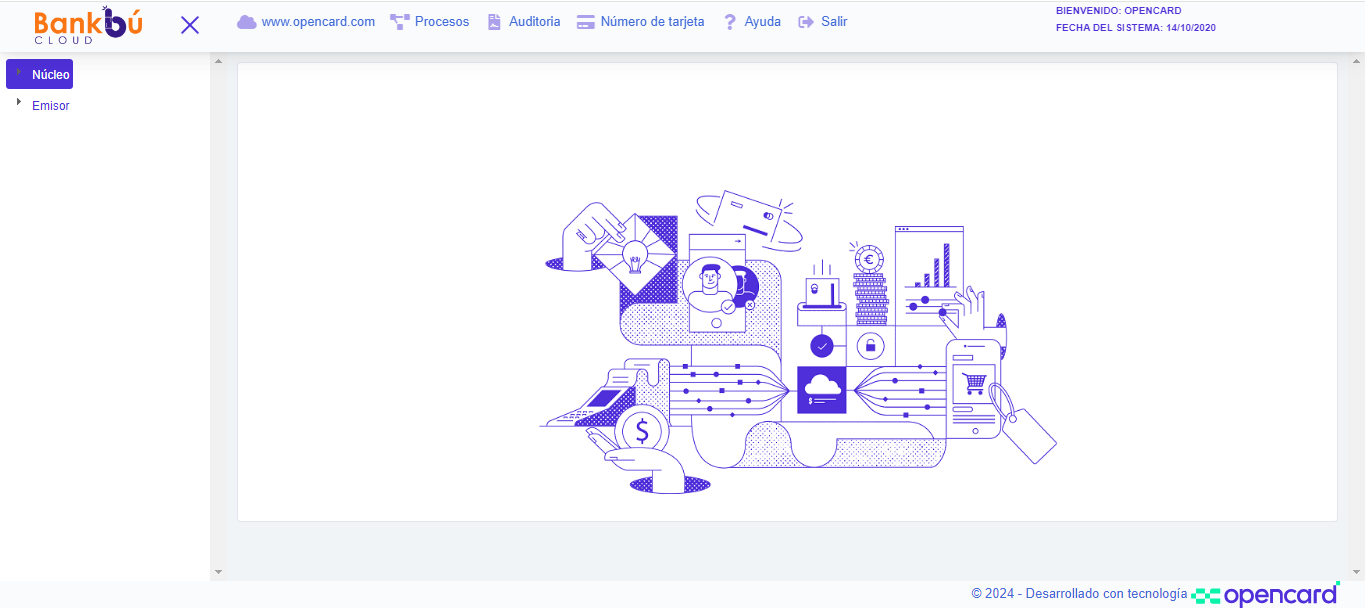 Bankbú
CLOUD
www.opencard.com Procesos Auditoria Número de tarjeta ? Ayuda Salir
BIENVENIDO: OPENCARD
FECHA DEL SISTEMA: 14/10/2020
Núcleo
Emisor
€
$
$
© 2024 - Desarrollado con tecnología opencard